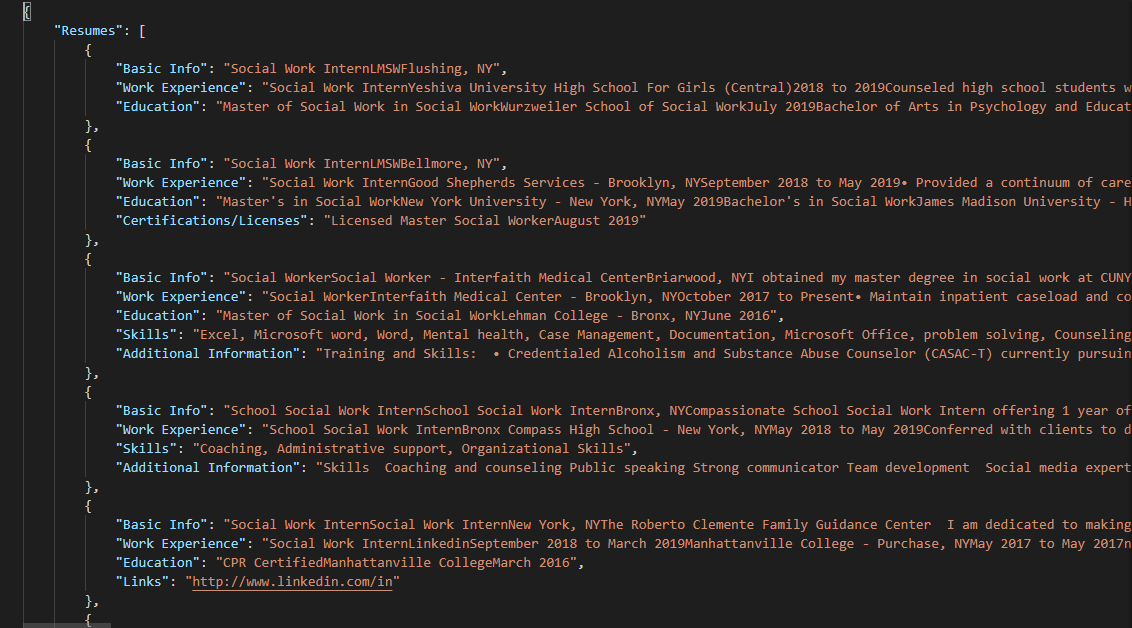 {
"Resumes": [
{
"Basic Info": "Social Work InternLMSWFlushing, NY",
"Work Experience": "Social Work InternYeshiva University High School For Girls (Central)2018 to 2019Counseled high school students w
"Education": "Master of Social Work in Social WorkWurzweiler School of Social WorkJuly 2019Bachelor of Arts in Psychology and Educat
},
{
"Basic Info": "Social Work InternLMSWBellmore, NY",
"Work Experience": "Social Work InternGood Shepherds Services - Brooklyn, NYSeptember 2018 to May 2019• Provided a continuum of care
"Education": "Master's in Social WorkNew York University - New York, NYMay 2019Bachelor's in Social WorkJames Madison University - H
"Certifications/Licenses": "Licensed Master Social WorkerAugust 2019"
},
{
"Basic Info": "Social WorkerSocial Worker - Interfaith Medical CenterBriarwood, NYI obtained my master degree in social work at CUNY
"Work Experience": "Social WorkerInterfaith Medical Center - Brooklyn, NYOctober 2017 to Present• Maintain inpatient caseload and co
"Education": "Master of Social Work in Social WorkLehman College - Bronx, NYJune 2016",
"Skills": "Excel, Microsoft word, Word, Mental health, Case Management, Documentation, Microsoft Office, problem solving, Counseling
"Additional Information": "Training and Skills:  • Credentialed Alcoholism and Substance Abuse Counselor (CASAC-T) currently pursuin
},
{
"Basic Info": "School Social Work InternSchool Social Work InternBronx, NYCompassionate School Social Work Intern offering 1 year of
"Work Experience": "School Social Work InternBronx Compass High School - New York, NYMay 2018 to May 2019Conferred with clients to d
"Skills": "Coaching, Administrative support, Organizational Skills",
"Additional Information": "Skills  Coaching and counseling Public speaking Strong communicator Team development  Social media expert
},
{
"Basic Info": "Social Work InternSocial Work InternNew York, NYThe Roberto Clemente Family Guidance Center  I am dedicated to making
"Work Experience": "Social Work InternLinkedinSeptember 2018 to March 2019Manhattanville College - Purchase, NYMay 2017 to May 2017n
"Education": "CPR CertifiedManhattanville CollegeMarch 2016",
"Links": "http://www.linkedin.com/in"
},
{